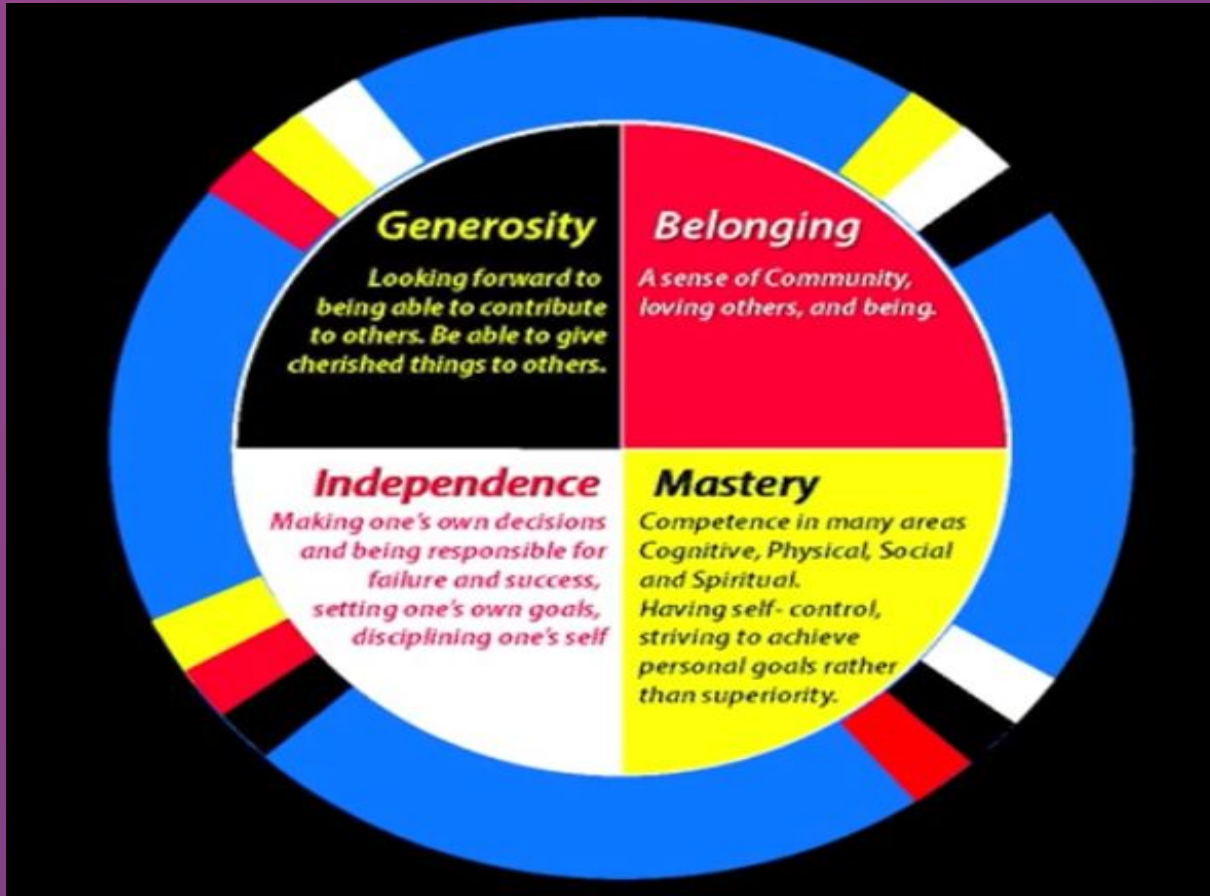 Generosity
Looking forward to
being able to contribute
to others. Be able to give
cherished things to others.
Belonging
A sense of Community,
loving others, and being.
Independence
Making one's own decisions
and being responsible for
failure and success,
setting one's own goals,
disciplining one's self
Mastery
Competence in many areas
Cognitive, Physical, Social
and Spiritual.
Having self- control,
striving to achieve
personal goals rather
than superiority.